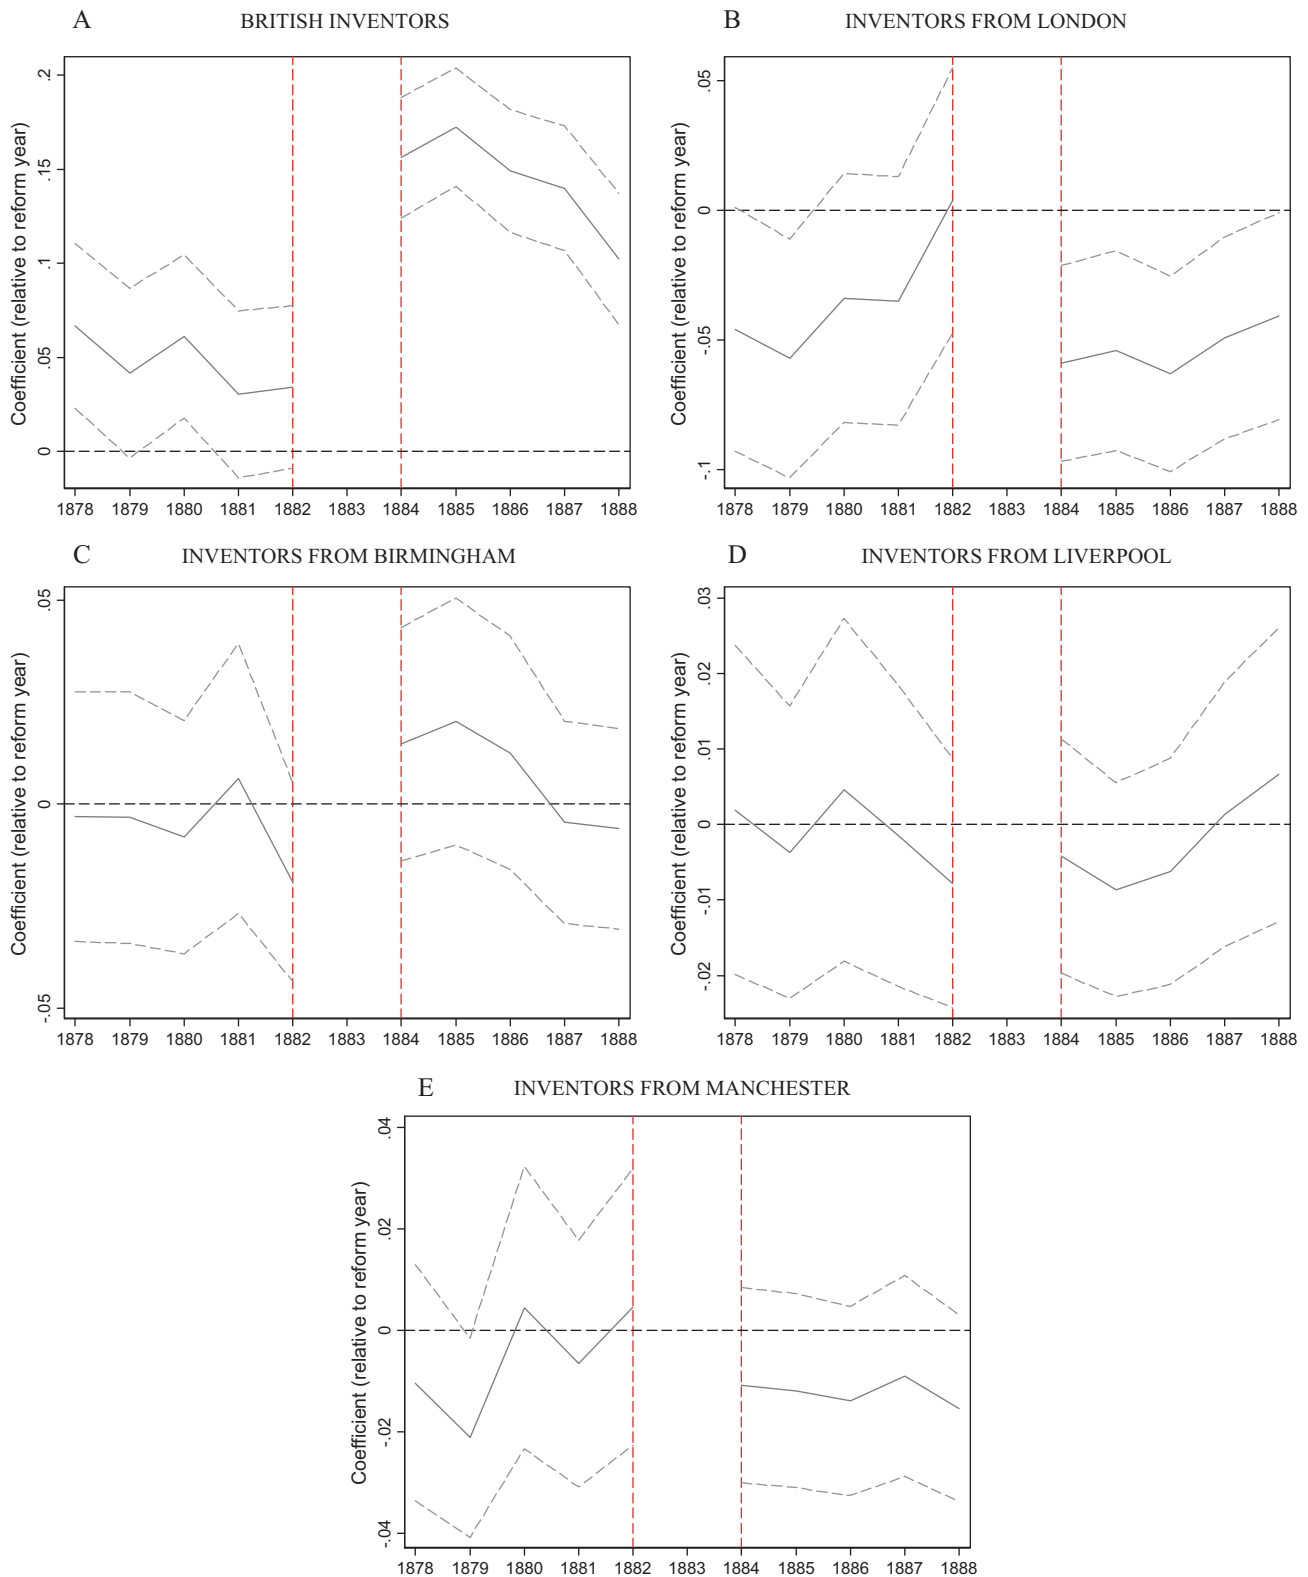 A BRITISH INVENTORS
Coefficient (relative to reform year)
.2
.15
.1
.05
0
1878 1879 1880 1881 1882 1883 1884 1885 1886 1887 1888
B INVENTORS FROM LONDON
Coefficient (relative to reform year)
.05
0
-.05
-.1
1878 1879 1880 1881 1882 1883 1884 1885 1886 1887 1888
C INVENTORS FROM BIRMINGHAM
Coefficient (relative to reform year)
.05
0
-.05
1878 1879 1880 1881 1882 1883 1884 1885 1886 1887 1888
D INVENTORS FROM LIVERPOOL
Coefficient (relative to reform year)
.03
.02
.01
0
-.01
-.02
1878 1879 1880 1881 1882 1883 1884 1885 1886 1887 1888
E INVENTORS FROM MANCHESTER
Coefficient (relative to reform year)
.04
.02
0
-.02
-.04
1878 1879 1880 1881 1882 1883 1884 1885 1886 1887 1888